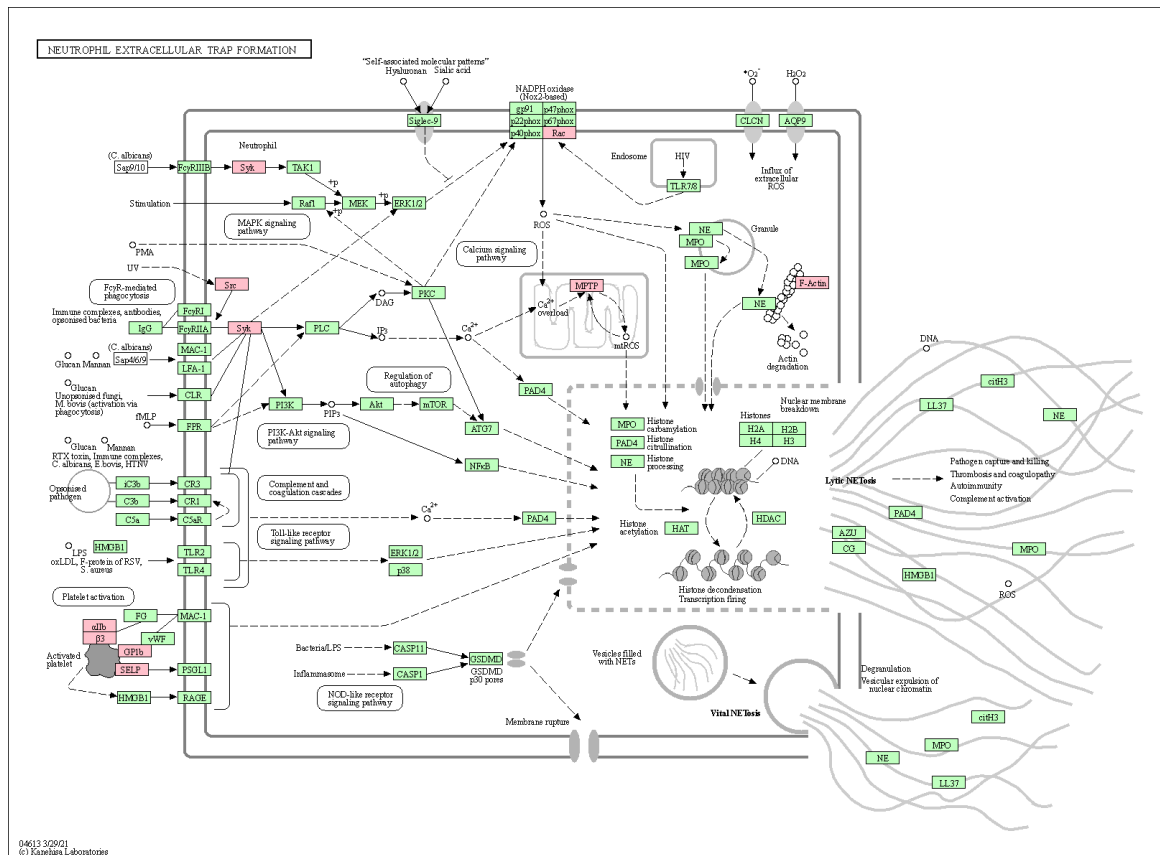 NEUTROPHIL EXTRACELLULAR TRAP FORMATION
"Self-associated molecular patterns"
Hyaluronan
Sialic acid
Siglec-9
NADPH oxidase
(Nox2-based)
gp91
p47phox
p22phox
p67phox
p40phox
Rac
•O2-
H2O2
CLCN
AQP9
Influx of
extracellular
ROS
Neutrophil
(C. albicans)
Sap9/10
FcγRIIIB
Syk
TAK1
+p
+p
+p
Stimulation
Raf1
MEK
ERK1/2
MAPK signaling
pathway
Endosome
HIV
TLR7/8
ROS
Calcium signaling
pathway
NE
MPO
MPO
Granule
NE
F-Actin
Actin
degradation
PMA
UV
Src
FcγR-mediated
phagocytosis
Immune complexes, antibodies,
opsonised bacteria
IgG
FcγRI
FcγRIIA
Syk
PLC
DAG
PKC
IP3
Ca2+
Ca2+
overload
MPTP
mtROS
(C. albicans)
Sap4/6/9
Glucan
Mannan
MAC-1
LFA-1
Glucan
Unopsonised fungi,
M. bovis (activation via
phagocytosis)
CLR
fMLP
FPR
PI3K
PIP3
Akt
mTOR
Regulation of
autophagy
ATG7
PAD4
PI3K-Akt signaling
pathway
NFκB
Glucan
Mannan
RTX toxin, Immune complexes,
C. albicans, E.bovis, HTNV
Opsonised
pathogen
iC3b
CR3
C3b
CR1
C5a
C5aR
Complement and
coagulation cascades
Ca2+
PAD4
Toll-like receptor
signaling pathway
LPS
HMGB1
oxLDL, F-protein of RSV,
S. aureus
TLR2
TLR4
ERK1/2
p38
Platelet activation
FG
MAC-1
αIIb
β3
vWF
GP1b
Activated
platelet
SELP
PSGL1
HMGB1
RAGE
Bacteria/LPS
CASP11
Inflammasome
CASP1
GSDMD
GSDMD
p30 pores
NOD-like receptor
signaling pathway
Membrane rupture
Nuclear membrane
breakdown
MPO
Histone
carbamylation
PAD4
Histone
citrullination
NE
Histone
processing
Histones
H2A
H2B
H4
H3
DNA
Histone
acetylation
HAT
HDAC
Histone decondensation
Transcription firing
DNA
citH3
LL37
NE
Lytic NETosis
Pathogen capture and killing
Thrombosis and coagulopathy
Autoimmunity
Complement activation
PAD4
AZU
CG
MPO
HMGB1
ROS
Vesicles filled
with NETs
Vital NETosis
Degranulation
Vesicular expulsion of
nuclear chromatin
citH3
MPO
NE
LL37
04613 3/29/21
(c) Kanehisa Laboratories